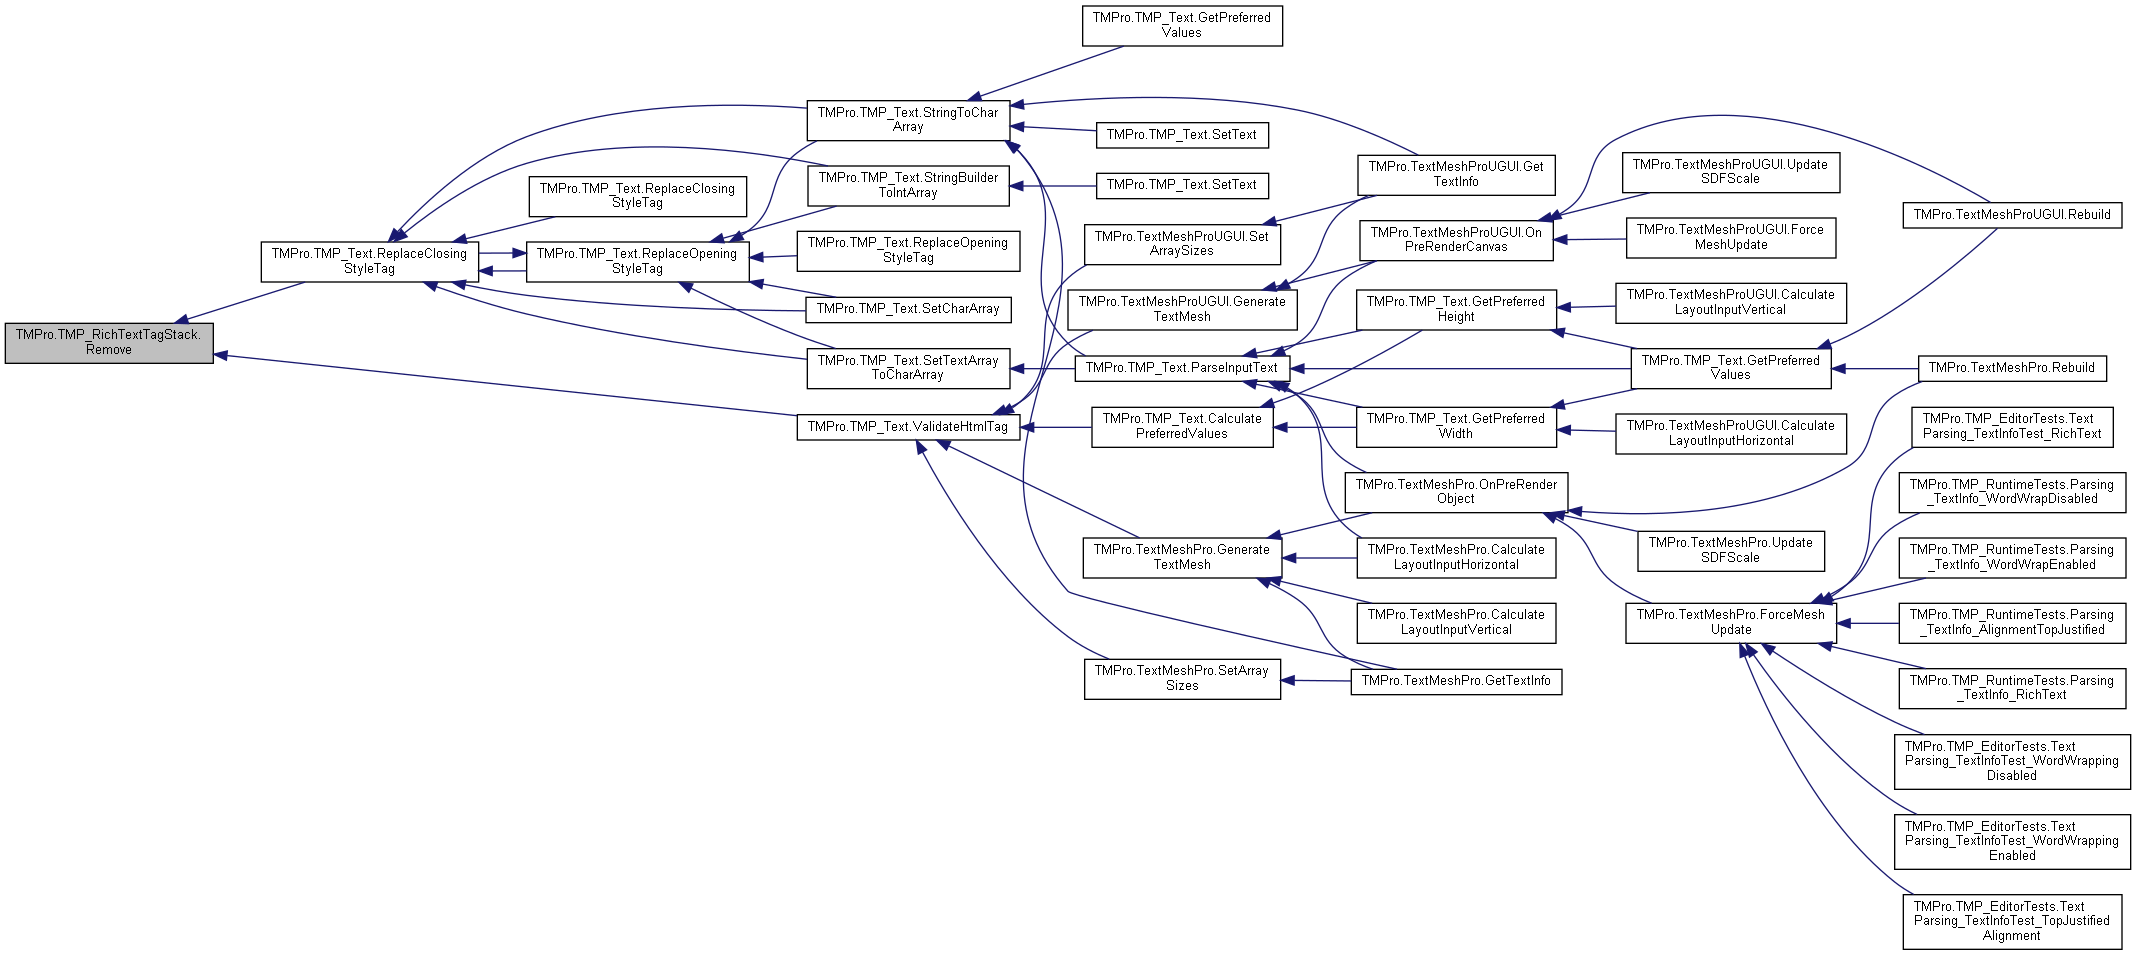 TMPro.TMP_RichTextTagStack.
Remove
TMPro.TMP_Text.ReplaceClosing
StyleTag
TMPro.TMP_Text.ReplaceClosing
StyleTag
TMPro.TMP_Text.ReplaceOpening
StyleTag
TMPro.TMP_Text.StringToChar
Array
TMPro.TMP_Text.StringBuilder
ToIntArray
TMPro.TMP_Text.ReplaceOpening
StyleTag
TMPro.TMP_Text.SetCharArray
TMPro.TMP_Text.SetTextArray
ToCharArray
TMPro.TMP_Text.ValidateHtmlTag
TMPro.TMP_Text.GetPreferred
Values
TMPro.TMP_Text.SetText
TMPro.TMP_Text.SetText
TMPro.TextMeshProUGUI.Set
ArraySizes
TMPro.TextMeshProUGUI.Generate
TextMesh
TMPro.TMP_Text.ParseInputText
TMPro.TMP_Text.Calculate
PreferredValues
TMPro.TextMeshPro.Generate
TextMesh
TMPro.TextMeshPro.SetArray
Sizes
TMPro.TextMeshProUGUI.Get
TextInfo
TMPro.TextMeshProUGUI.On
PreRenderCanvas
TMPro.TMP_Text.GetPreferred
Height
TMPro.TMP_Text.GetPreferred
Width
TMPro.TextMeshPro.OnPreRender
Object
TMPro.TextMeshPro.Calculate
LayoutInputHorizontal
TMPro.TextMeshPro.Calculate
LayoutInputVertical
TMPro.TextMeshPro.GetTextInfo
TMPro.TextMeshProUGUI.Update
SDFScale
TMPro.TextMeshProUGUI.Force
MeshUpdate
TMPro.TextMeshProUGUI.Calculate
LayoutInputVertical
TMPro.TMP_Text.GetPreferred
Values
TMPro.TextMeshProUGUI.Calculate
LayoutInputHorizontal
TMPro.TextMeshPro.Update
SDFScale
TMPro.TextMeshPro.ForceMesh
Update
TMPro.TextMeshProUGUI.Rebuild
TMPro.TextMeshPro.Rebuild
TMPro.TMP_EditorTests.Text
Parsing_TextInfoTest_RichText
TMPro.TMP_RuntimeTests.Parsing
_TextInfo_WordWrapDisabled
TMPro.TMP_RuntimeTests.Parsing
_TextInfo_WordWrapEnabled
TMPro.TMP_RuntimeTests.Parsing
_TextInfo_AlignmentTopJustified
TMPro.TMP_RuntimeTests.Parsing
_TextInfo_RichText
TMPro.TMP_EditorTests.Text
Parsing_TextInfoTest_WordWrapping
Disabled
TMPro.TMP_EditorTests.Text
Parsing_TextInfoTest_WordWrapping
Enabled
TMPro.TMP_EditorTests.Text
Parsing_TextInfoTest_TopJustified
Alignment